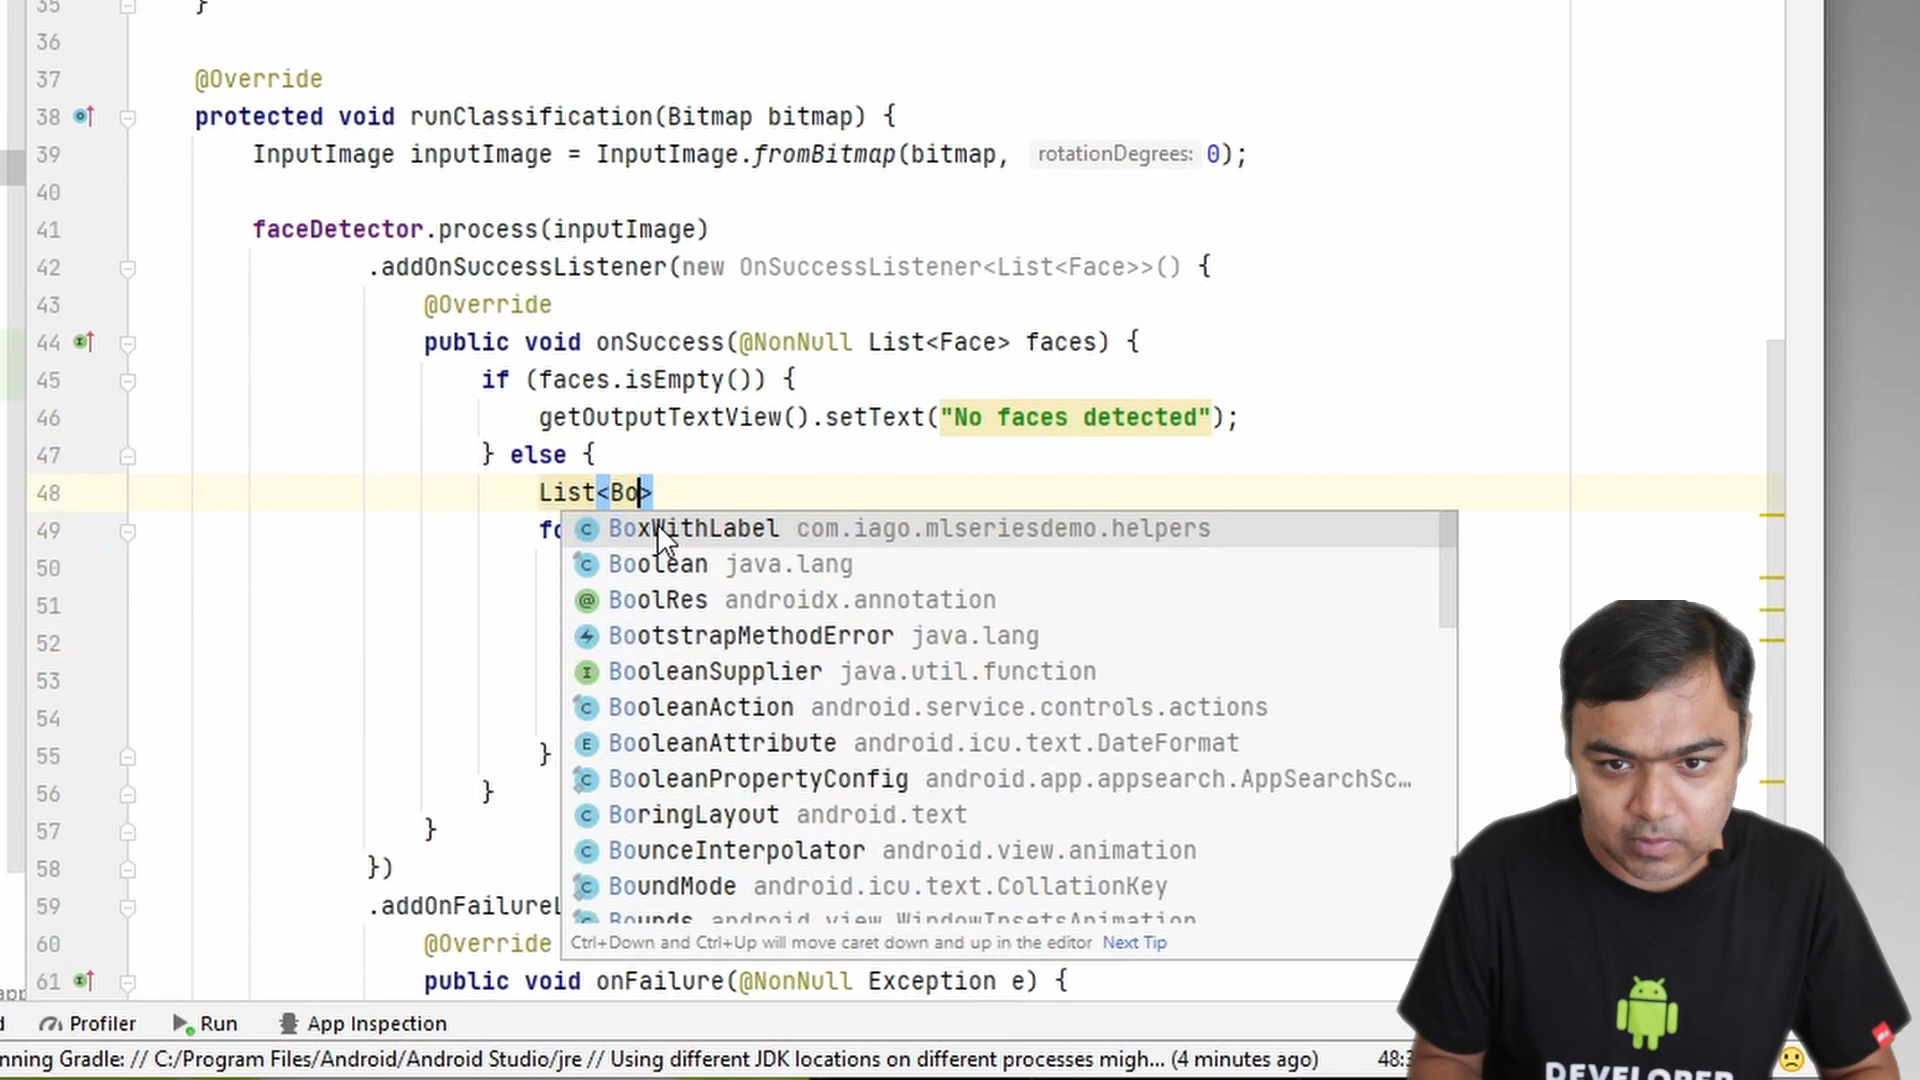 35 }
36
37 @Override
38 protected void runClassification(Bitmap bitmap) {
39 InputImage inputImage = InputImage.fromBitmap(bitmap, rotationDegrees: 0);
40
41 faceDetector.process(inputImage)
42 .addOnSuccessListener(new OnSuccessListener<List<Face>>() {
43 @Override
44 public void onSuccess(@NonNull List<Face> faces) {
45 if (faces.isEmpty()) {
46 getOutputTextView().setText("No faces detected");
47 } else {
48 List<Bo>
49 fo
BoxWithLabel com.iago.mlseriesdemo.helpers
50 Boolean java.lang
51 BoolRes androidx.annotation
52 BootstrapMethodError java.lang
53 BooleanSupplier java.util.function
54 BooleanAction android.service.controls.actions
55 }
BooleanAttribute android.icu.text.DateFormat
56 }
BooleanPropertyConfig android.app.appsearch.AppSearchSc...
57 }
BoringLayout android.text
58 })
BounceInterpolator android.view.animation
BoundMode android.icu.text.CollationKey
59 .addOnFailureL
Bounds android.view.WindowInsetsAnimation
60 @Override
Ctrl+Down and Ctrl+Up will move caret down and up in the editor Next Tip
61 public void onFailure(@NonNull Exception e) {
app
Profiler Run App Inspection
nning Gradle: // C:/Program Files/Android/Android Studio/jre // Using different JDK locations on different processes migh... (4 minutes ago) 48:
DEVELOPER